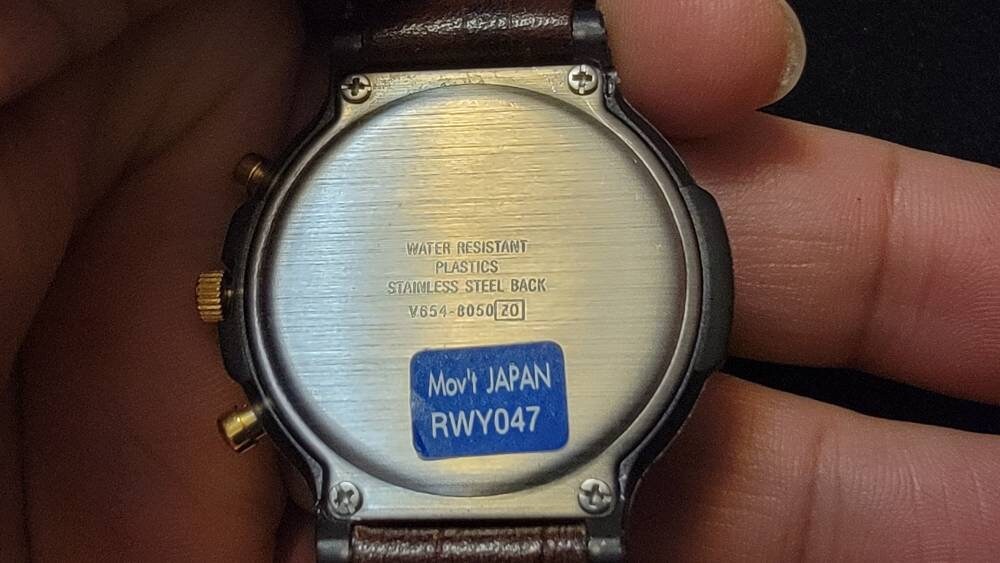 WATER RESISTANT
PLASTICS
STAINLESS STEEL BACK
V654-8050 Z0
Mov't JAPAN
RWY047